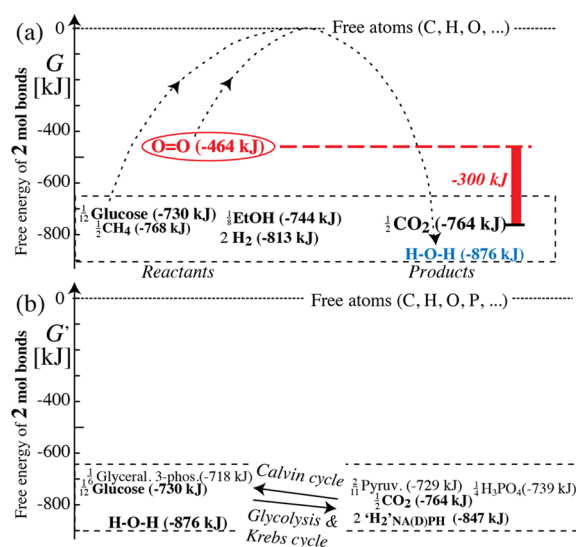 (a)
Free atoms (C, H, O, ...)
G
[kJ]
Free energy of 2 mol bonds
0
-200
-400
-600
-800
O=O (-464 kJ)
-300 kJ
1/12 Glucose (-730 kJ)
1/2 CH4 (-768 kJ)
1/8 EtOH (-744 kJ)
2 H2 (-813 kJ)
1/2 CO2 (-764 kJ)
H-O-H (-876 kJ)
Reactants
Products
(b)
Free atoms (C, H, O, P, ...)
G’
[kJ]
Free energy of 2 mol bonds
0
-200
-400
-600
-800
1/6 Glyceral. 3-phos. (-718 kJ)
1/12 Glucose (-730 kJ)
H-O-H (-876 kJ)
Calvin cycle
Glycolysis &
Krebs cycle
2/11 Pyruv. (-729 kJ) 1/4 H3PO4 (-739 kJ)
1/2 CO2 (-764 kJ)
2 ‘H2’NA(D)PH (-847 kJ)